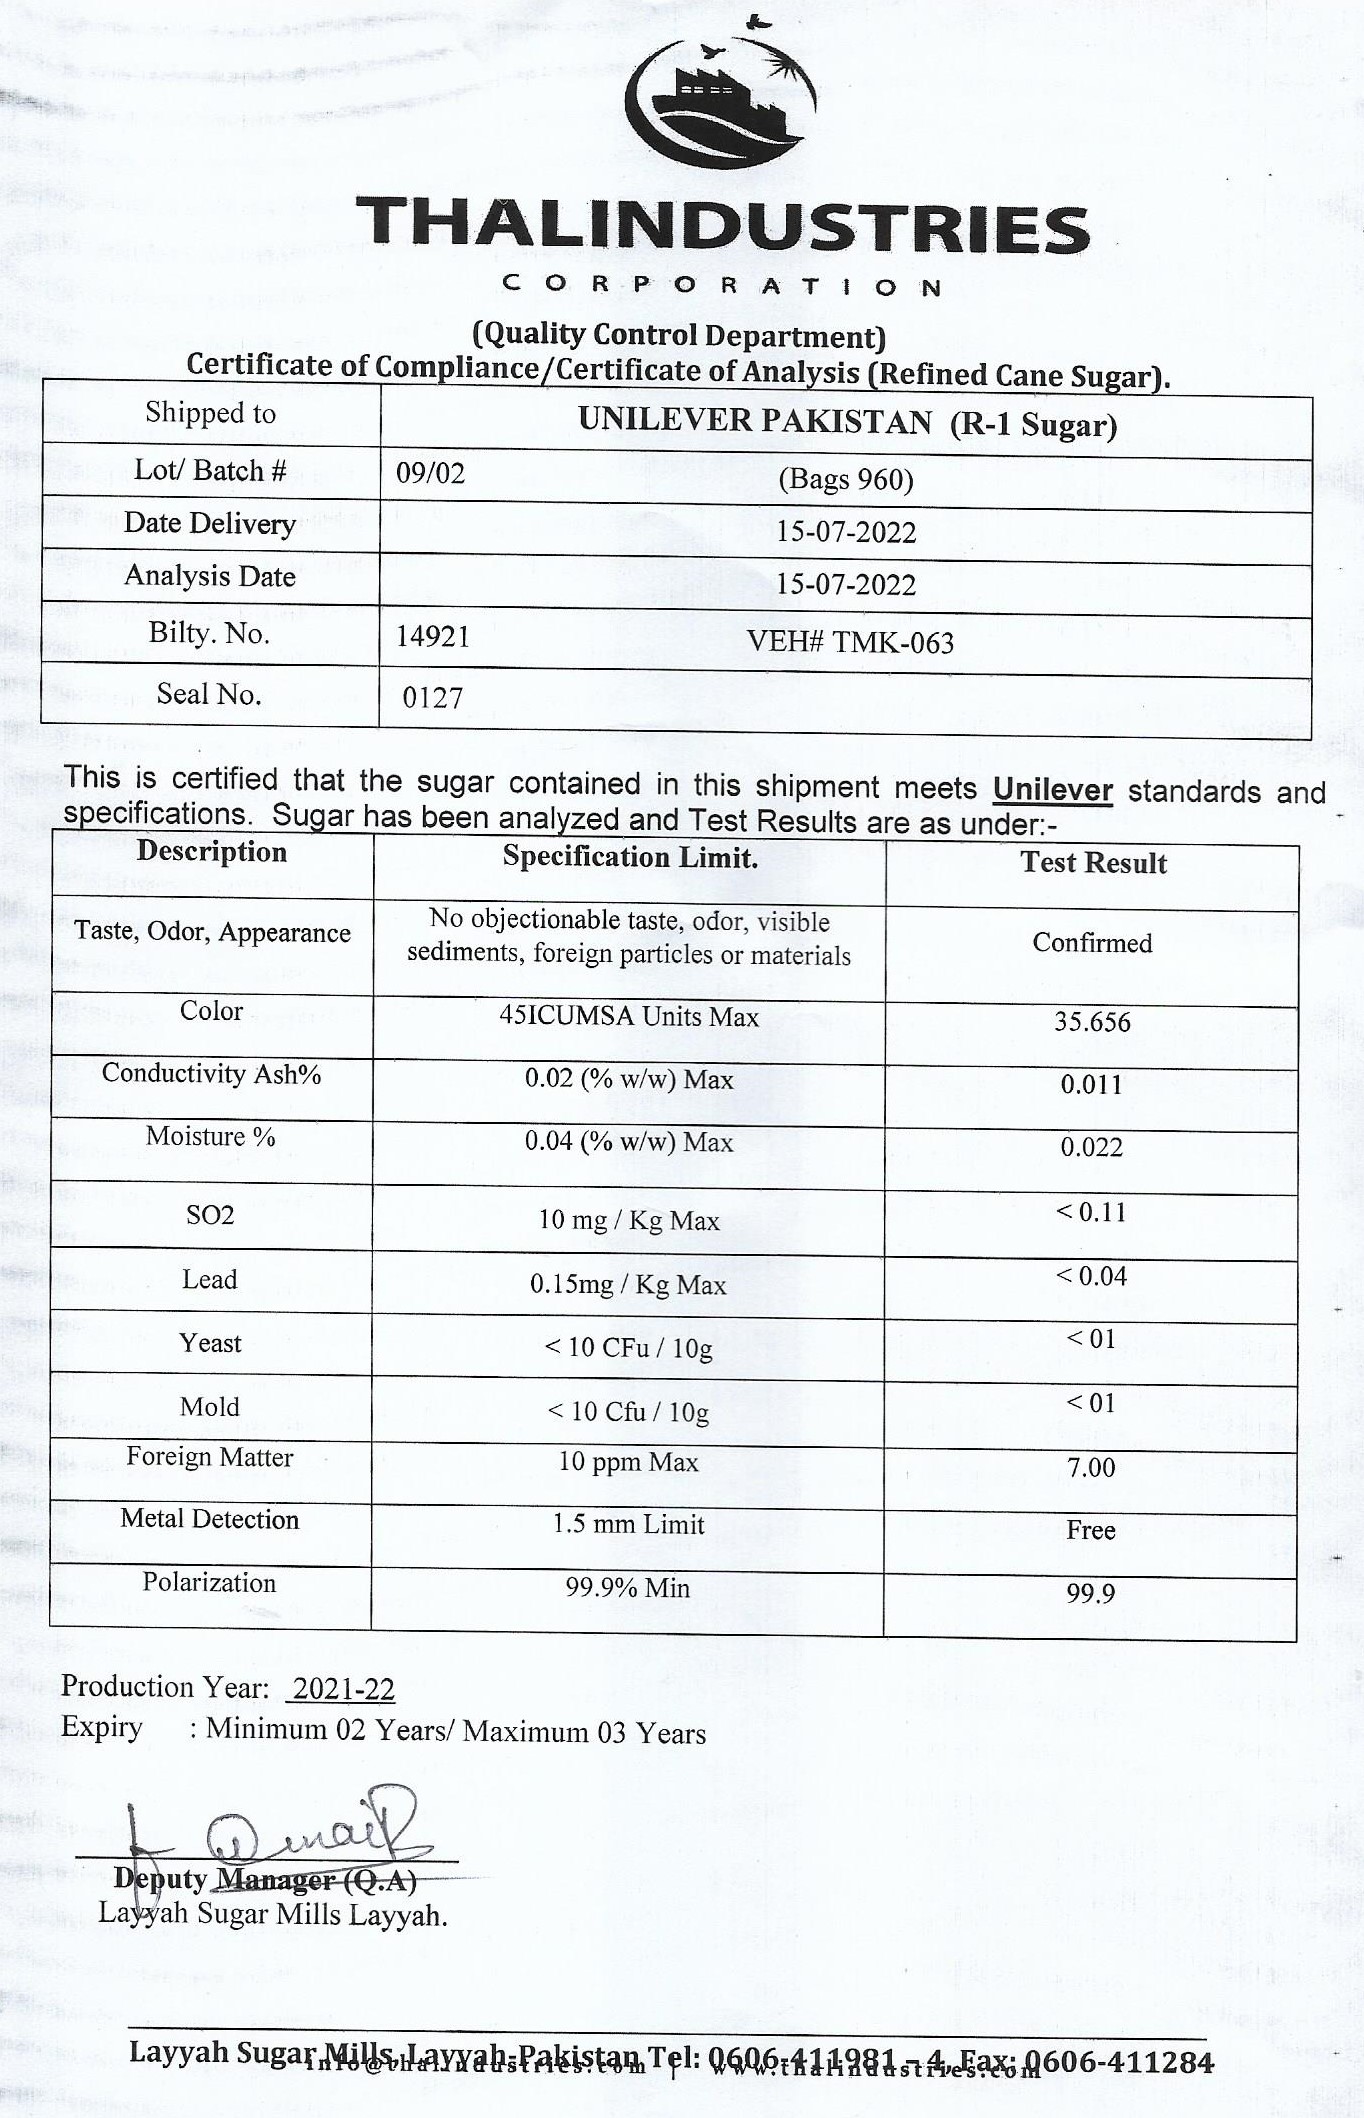 THALINDUSTRIES
CORPORATION
(Quality Control Department)
Certificate of Compliance/Certificate of Analysis (Refined Cane Sugar).
Shipped to UNILEVER PAKISTAN (R-1 Sugar)
Lot/ Batch # 09/02 (Bags 960)
Date Delivery 15-07-2022
Analysis Date 15-07-2022
Bilty. No. 14921 VEH# TMK-063
Seal No. 0127
This is certified that the sugar contained in this shipment meets Unilever standards and
specifications. Sugar has been analyzed and Test Results are as under:-
Description Specification Limit. Test Result
Taste, Odor, Appearance No objectionable taste, odor, visible
sediments, foreign particles or materials Confirmed
Color 45ICUMSA Units Max 35.656
Conductivity Ash% 0.02 (% w/w) Max 0.011
Moisture % 0.04 (% w/w) Max 0.022
SO2 10 mg / Kg Max < 0.11
Lead 0.15mg / Kg Max < 0.04
Yeast < 10 CFu / 10g < 01
Mold < 10 Cfu / 10g < 01
Foreign Matter 10 ppm Max 7.00
Metal Detection 1.5 mm Limit Free
Polarization 99.9% Min 99.9
Production Year: 2021-22
Expiry : Minimum 02 Years/ Maximum 03 Years
Deputy Manager (Q.A)
Layyah Sugar Mills Layyah.
Layyah Sugar Mills, Layyah-Pakistan Tel: 0606-411981 – 4, Fax: 0606-411284
info@thalindustries.com | www.thalindustries.com